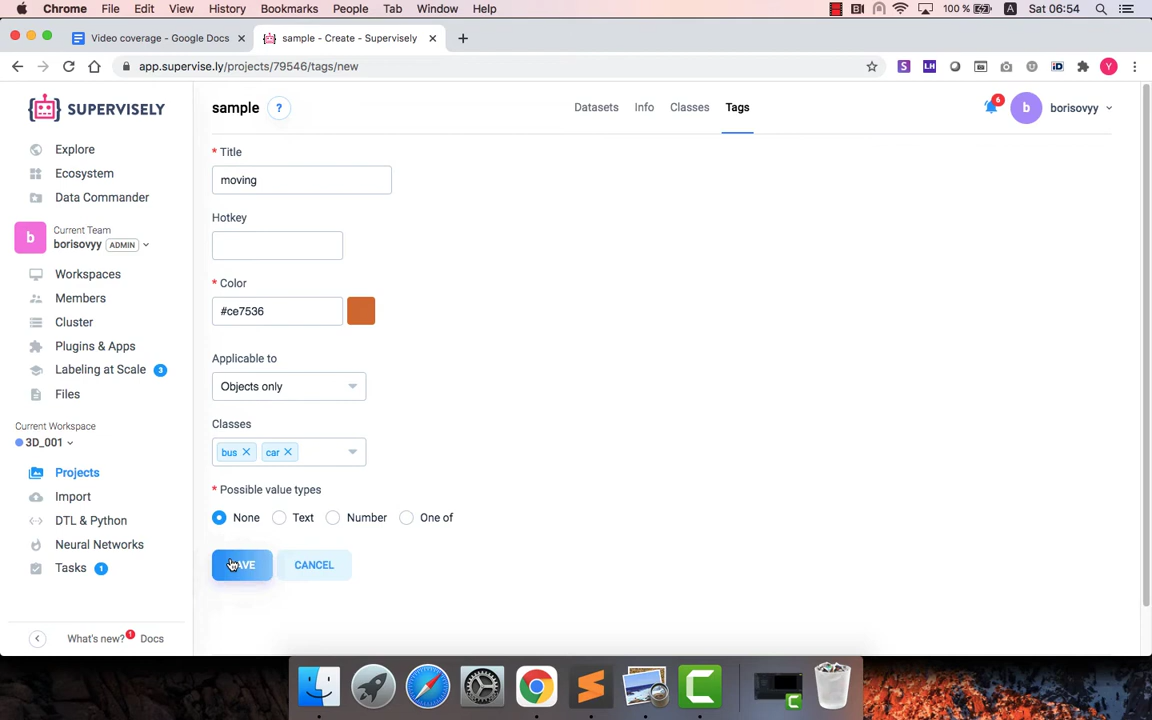 Chrome File Edit View History Bookmarks People Tab Window Help 100 % A Sat 06:54
Video coverage - Google Docs sample - Create - Supervisely
app.supervise.ly/projects/79546/tags/new S LH iD Y
SUPERVISELY sample ? Datasets Info Classes Tags 6 b borisovyy
Explore
Ecosystem
Data Commander
b Current Team
borisovyy ADMIN
Workspaces
Members
Cluster
Plugins & Apps
Labeling at Scale 3
Files
Current Workspace
3D_001
Projects
Import
DTL & Python
Neural Networks
Tasks 1
What's new? 1 Docs
* Title
moving
Hotkey
* Color
#ce7536
Applicable to
Objects only
Classes
bus car
* Possible value types
None Text Number One of
CANCEL